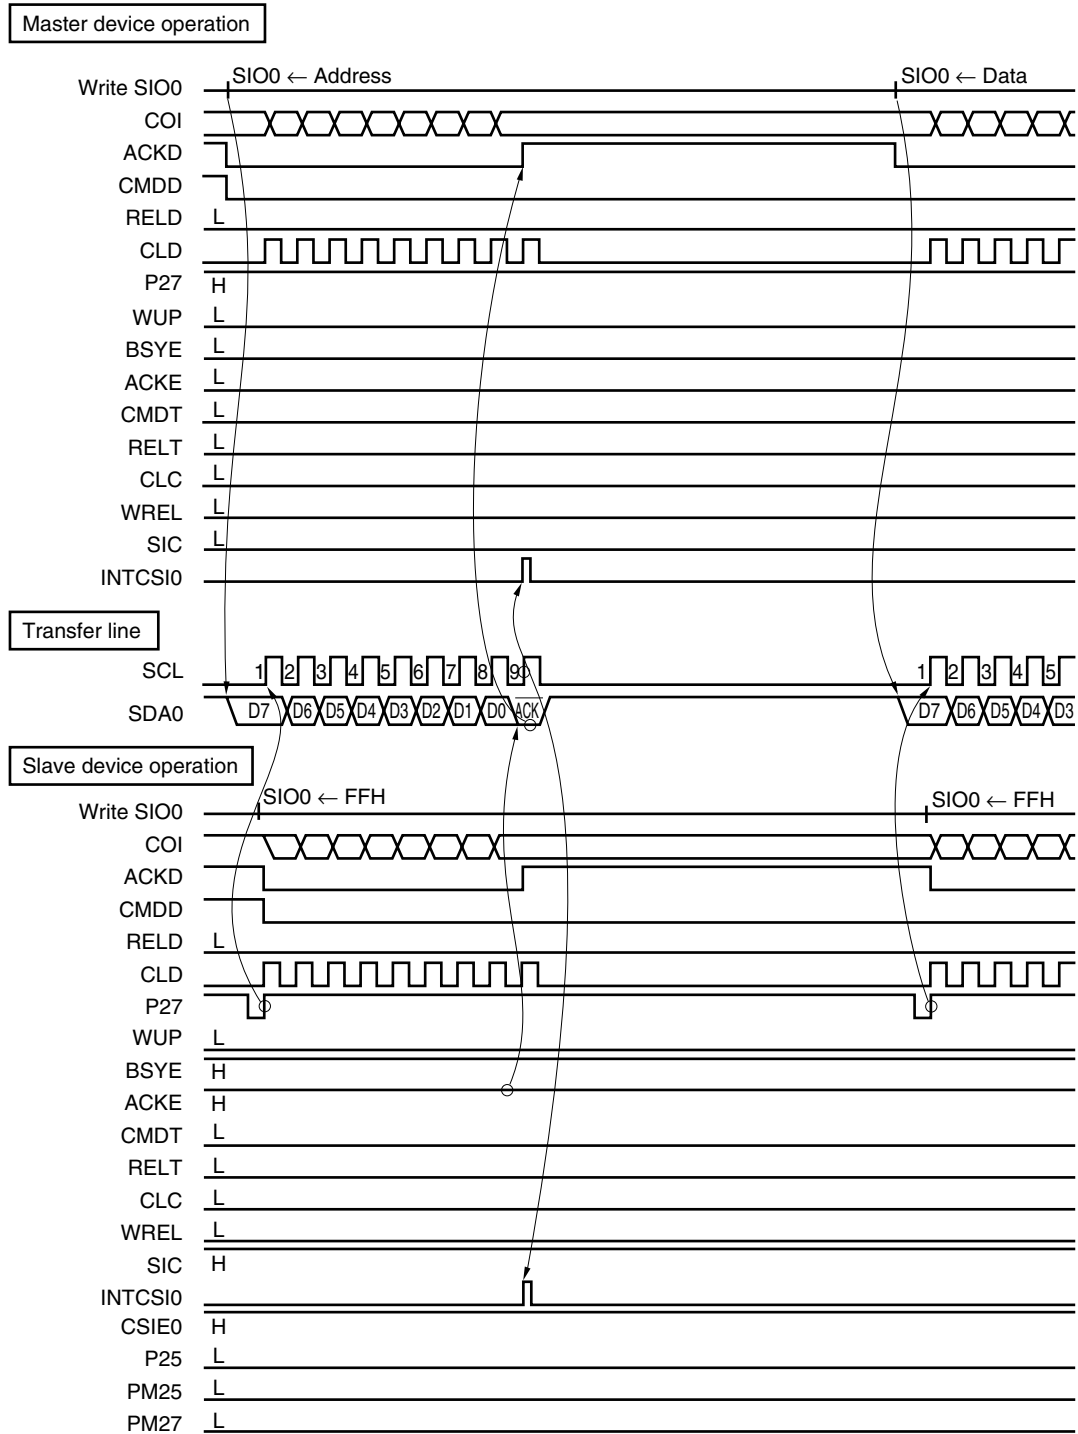 Master device operation
Write SIO0 SIO0 ← Address SIO0 ← Data
COI
ACKD
CMDD
RELD L
CLD
P27 H
WUP L
BSYE L
ACKE L
CMDT L
RELT L
CLC L
WREL L
SIC L
INTCSI0
Transfer line
SCL 1 2 3 4 5 6 7 8 9 1 2 3 4 5
SDA0 D7 D6 D5 D4 D3 D2 D1 D0 ACK D7 D6 D5 D4 D3
Slave device operation
Write SIO0 SIO0 ← FFH SIO0 ← FFH
COI
ACKD
CMDD
RELD L
CLD
P27
WUP L
BSYE H
ACKE H
CMDT L
RELT L
CLC L
WREL L
SIC H
INTCSI0
CSIE0 H
P25 L
PM25 L
PM27 L